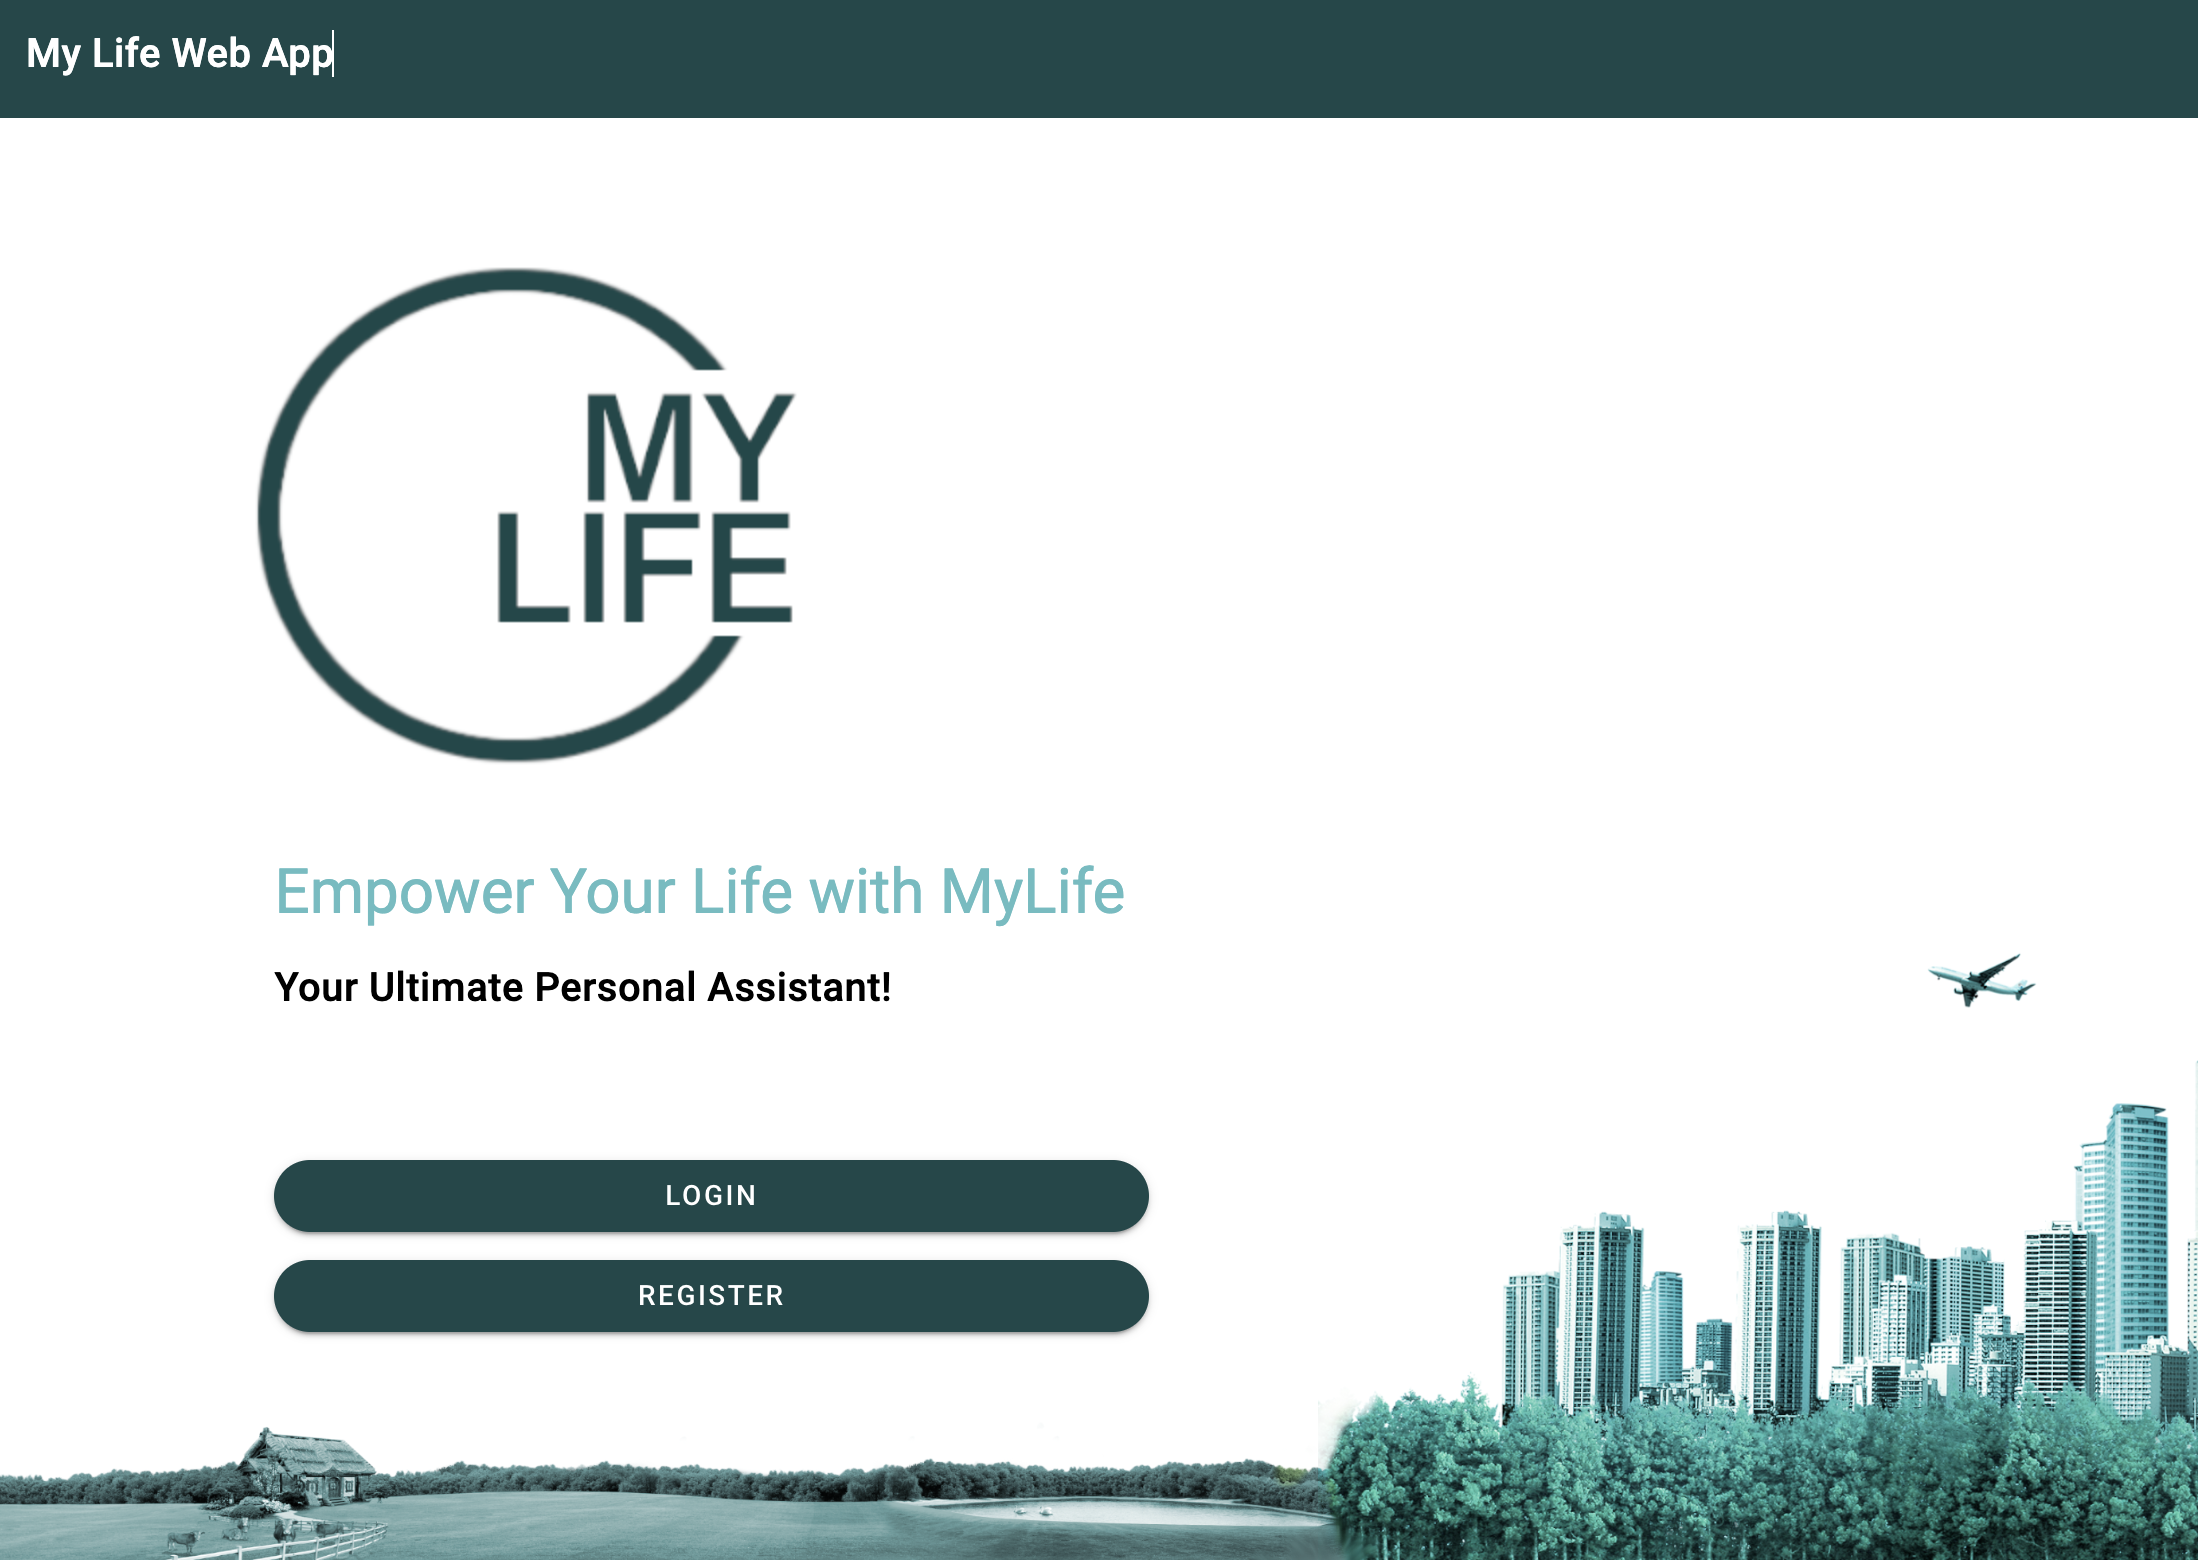 My Life Web App
MY
LIFE
Empower Your Life with MyLife
Your Ultimate Personal Assistant!
LOGIN
REGISTER